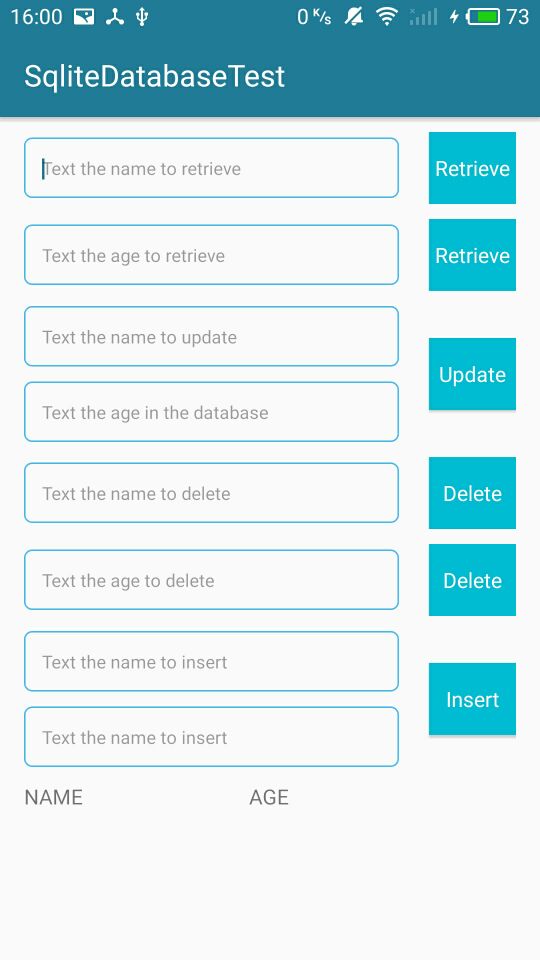 16:00 0 K/s 73
SqliteDatabaseTest
Text the name to retrieve Retrieve
Text the age to retrieve Retrieve
Text the name to update
Update
Text the age in the database
Text the name to delete Delete
Text the age to delete Delete
Text the name to insert
Insert
Text the name to insert
NAME AGE